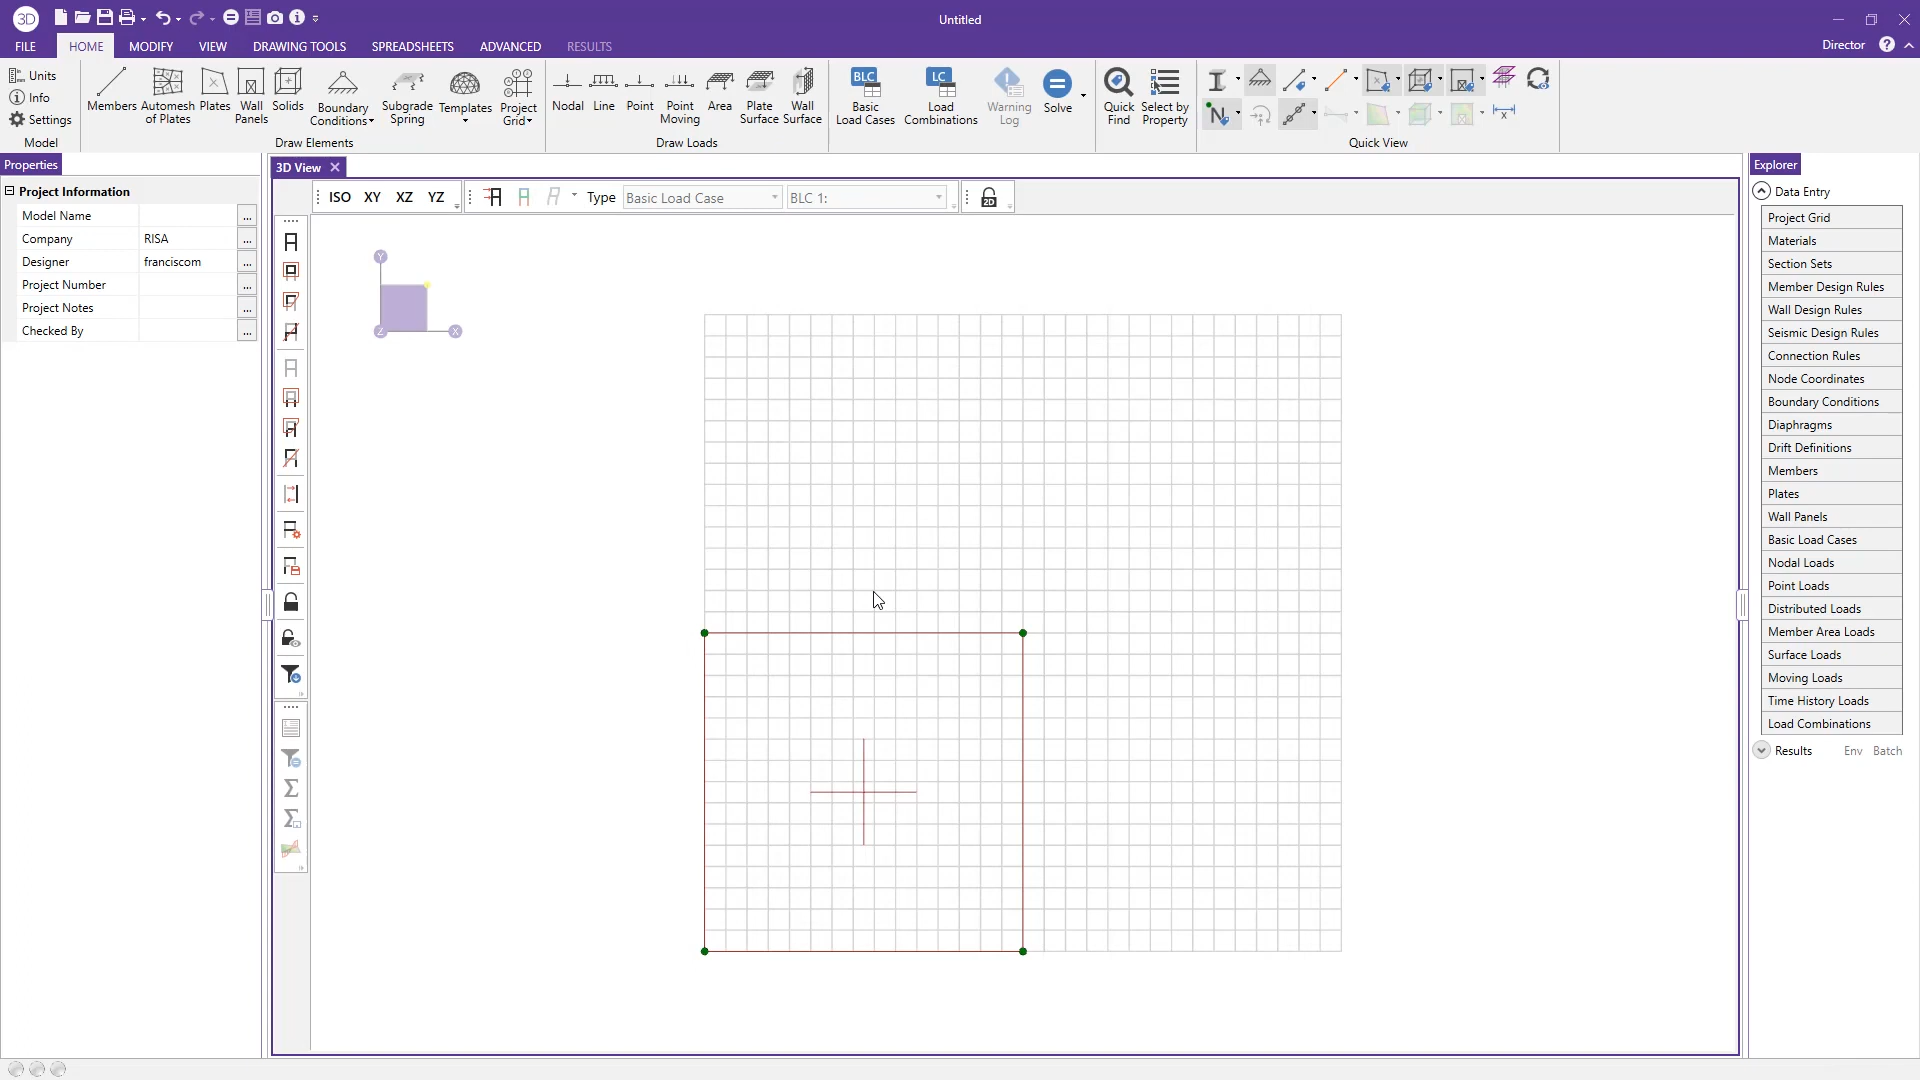 3D
Untitled
FILE
HOME
MODIFY
VIEW
DRAWING TOOLS
SPREADSHEETS
ADVANCED
RESULTS
Director
?
Units
Info
Settings
Model
Members
Automesh of Plates
Plates
Wall Panels
Solids
Boundary Conditions
Subgrade Spring
Templates
Project Grid
Draw Elements
Nodal
Line
Point
Point Moving
Area
Plate Surface
Wall Surface
Draw Loads
BLC
Basic Load Cases
LC
Load Combinations
Warning Log
Solve
Quick Find
Select by Property
N
Quick View
Properties
Project Information
Model Name
...
Company
RISA
...
Designer
franciscom
...
Project Number
...
Project Notes
...
Checked By
...
3D View
ISO
XY
XZ
YZ
Type
Basic Load Case
BLC 1:
2D
Y
Z
X
Explorer
Data Entry
Project Grid
Materials
Section Sets
Member Design Rules
Wall Design Rules
Seismic Design Rules
Connection Rules
Node Coordinates
Boundary Conditions
Diaphragms
Drift Definitions
Members
Plates
Wall Panels
Basic Load Cases
Nodal Loads
Point Loads
Distributed Loads
Member Area Loads
Surface Loads
Moving Loads
Time History Loads
Load Combinations
Results
Env
Batch